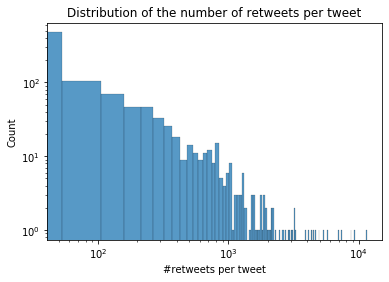 Distribution of the number of retweets per tweet
Count
10²
10¹
10⁰
10²
10³
10⁴
#retweets per tweet